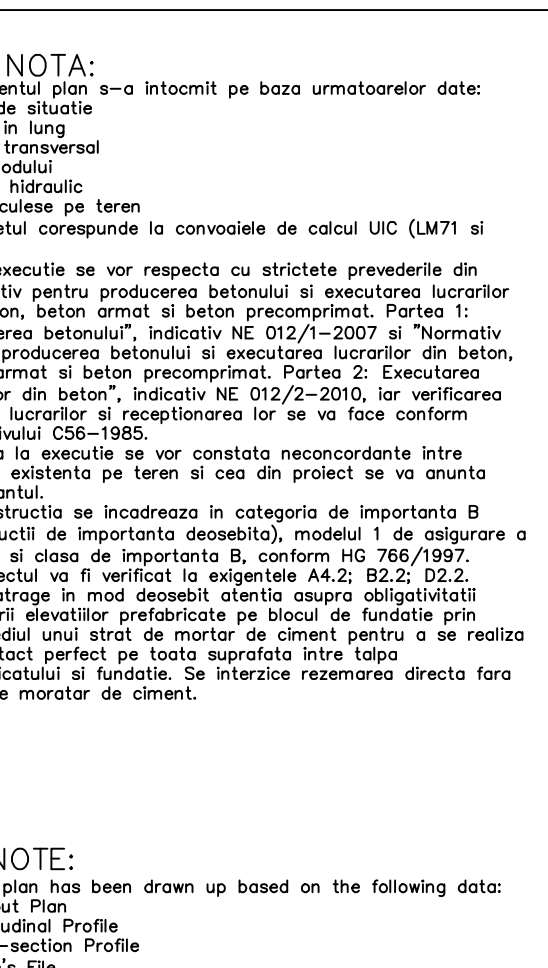 NOTA:
entul plan s-a intocmit pe baza urmatoarelor date:
de situatie
in lung
transversal
odului
hidraulic
culese pe teren
etul corespunde la convoaiele de calcul UIC (LM71 si
executie se vor respecta cu strictete prevederile din
tiv pentru producerea betonului si executarea lucrarilor
on, beton armat si beton precomprimat. Partea 1:
erea betonului", indicativ NE 012/1-2007 si "Normativ
producerea betonului si executarea lucrarilor din beton,
armat si beton precomprimat. Partea 2: Executarea
or din beton", indicativ NE 012/2-2010, iar verificarea
lucrarilor si receptionarea lor se va face conform
ivului C56-1985.
a la executie se vor constata neconcordante intre
existenta pe teren si cea din proiect se va anunta
antul.
structia se incadreaza in categoria de importanta B
uctii de importanta deosebita), modelul 1 de asigurare a
si clasa de importanta B, conform HG 766/1997.
ectul va fi verificat la exigentele A4.2; B2.2; D2.2.
atrage in mod deosebit atentia asupra obligativitatii
rii elevatiilor prefabricate pe blocul de fundatie prin
ediul unui strat de mortar de ciment pentru a se realiza
tact perfect pe toata suprafata intre talpa
icatului si fundatie. Se interzice rezemarea directa fara
e moratar de ciment.
NOTE:
plan has been drawn up based on the following data:
out Plan
udinal Profile
-section Profile
's File